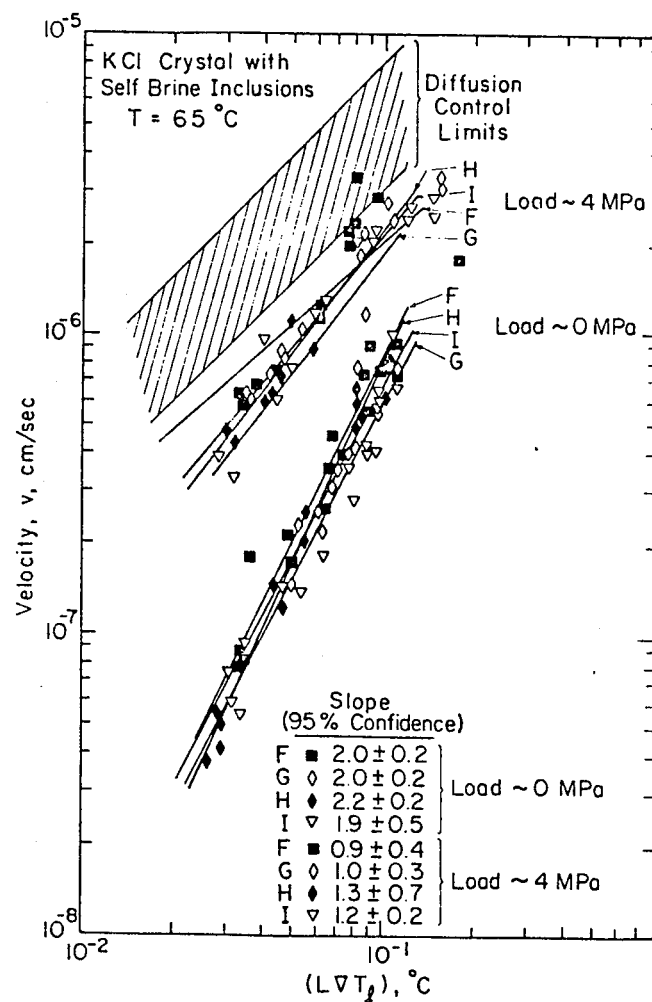 10⁻⁵
KCl Crystal with
Self Brine Inclusions
T = 65 °C
Diffusion
Control
Limits
H
I
F
G
Load ~ 4 MPa
F
H
I
G
Load ~ 0 MPa
10⁻⁶
Velocity, v, cm/sec
10⁻⁷
Slope
(95% Confidence)
F ■ 2.0 ± 0.2
G ◊ 2.0 ± 0.2
H ♦ 2.2 ± 0.2
I ▽ 1.9 ± 0.5
Load ~ 0 MPa
F ■ 0.9 ± 0.4
G ◊ 1.0 ± 0.3
H ♦ 1.3 ± 0.7
I ▽ 1.2 ± 0.2
Load ~ 4 MPa
10⁻⁸
10⁻²
10⁻¹
(L∇Tℓ), °C